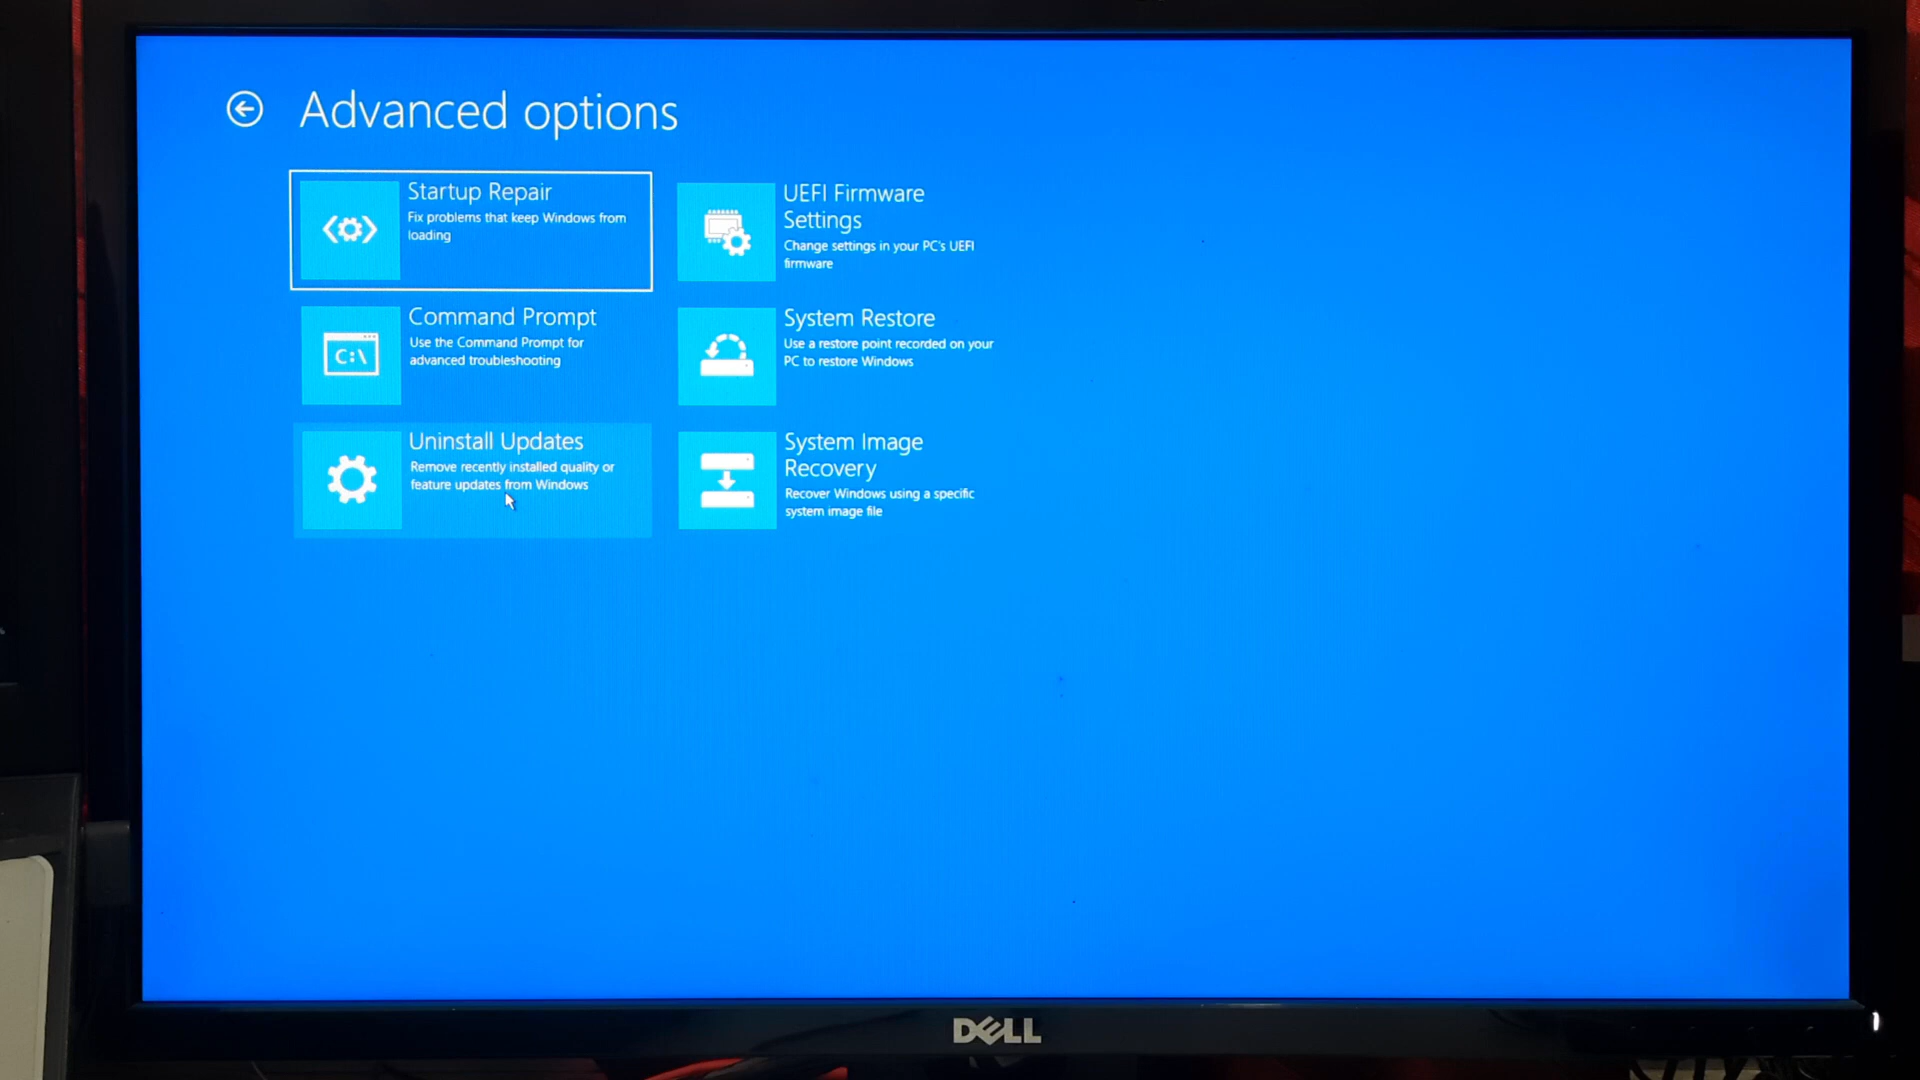 Advanced options
Startup Repair
Fix problems that keep Windows from
loading
UEFI Firmware
Settings
Change settings in your PC's UEFI
firmware
Command Prompt
Use the Command Prompt for
advanced troubleshooting
C:\
System Restore
Use a restore point recorded on your
PC to restore Windows
Uninstall Updates
Remove recently installed quality or
feature updates from Windows
System Image
Recovery
Recover Windows using a specific
system image file
DELL